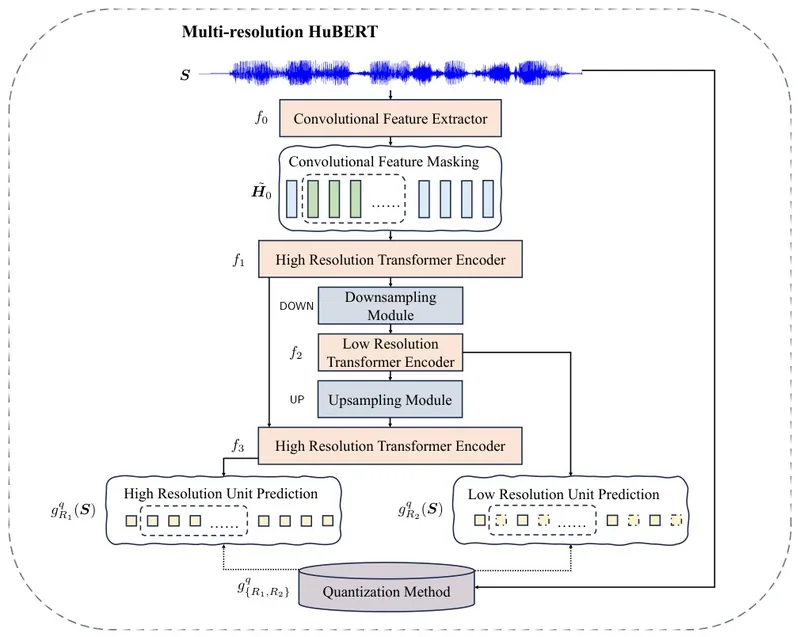 Multi-resolution HuBERT
S
f₀ Convolutional Feature Extractor
Convolutional Feature Masking
H̃₀ ......
f₁ High Resolution Transformer Encoder
DOWN Downsampling
Module
f₂ Low Resolution
Transformer Encoder
UP Upsampling Module
f₃ High Resolution Transformer Encoder
High Resolution Unit Prediction
g^q_{R₁}(S) ......
Low Resolution Unit Prediction
g^q_{R₂}(S) ......
g^q_{{R₁,R₂}} Quantization Method